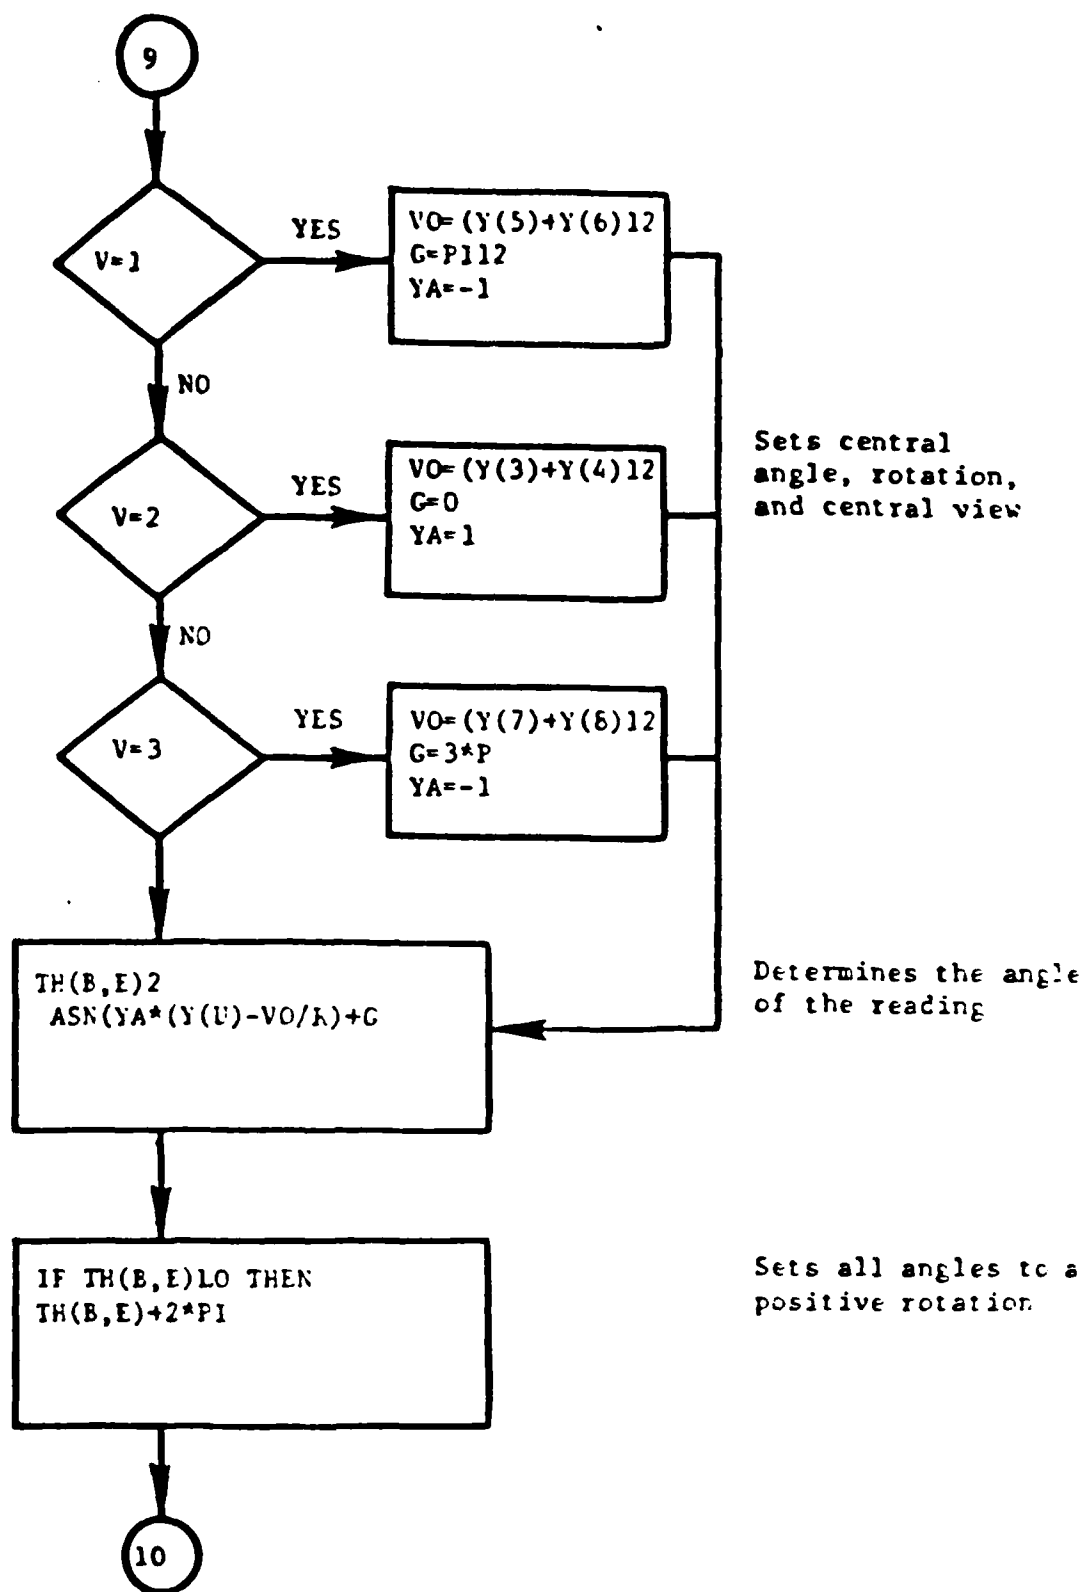 9
V=1
YES
VO=(Y(5)+Y(6)12
G=PI12
YA=-1
NO
V=2
YES
VO=(Y(3)+Y(4)12
G=0
YA=1
Sets central
angle, rotation,
and central view
NO
V=3
YES
VO=(Y(7)+Y(8)12
G=3*P
YA=-1
TH(B,E)2
ASN(YA*(Y(U)-VO/R)+G
Determines the angle
of the reading
IF TH(B,E)LO THEN
TH(B,E)+2*PI
Sets all angles to a
positive rotation
10